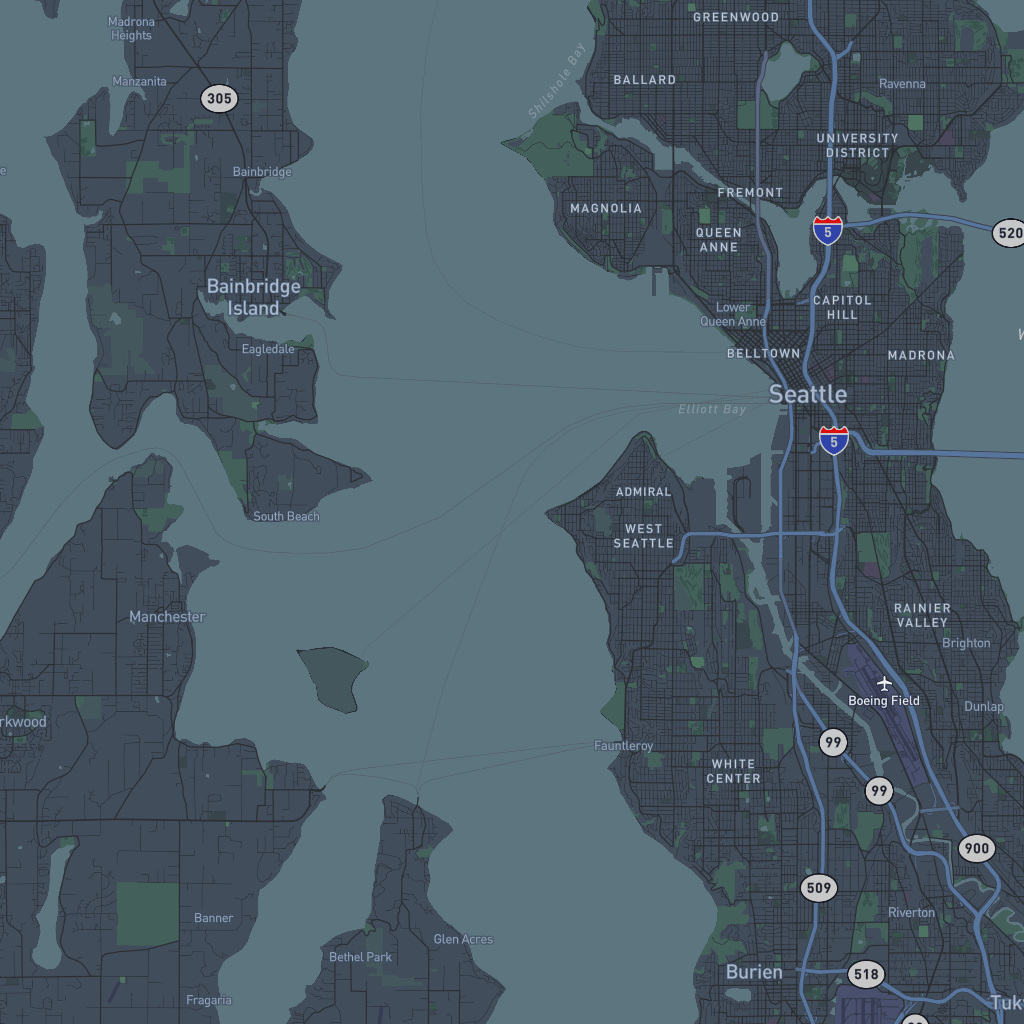 Madrona
Heights
GREENWOOD
Manzanita
BALLARD
Ravenna
305
Shilshole Bay
UNIVERSITY
DISTRICT
Bainbridge
FREMONT
MAGNOLIA
QUEEN
ANNE
5
520
Bainbridge
Island
CAPITOL
HILL
Lower
Queen Anne
Eagledale
BELLTOWN
MADRONA
Seattle
Elliott Bay
5
ADMIRAL
South Beach
WEST
SEATTLE
Manchester
RAINIER
VALLEY
Brighton
Boeing Field
Dunlap
rkwood
99
Fauntleroy
WHITE
CENTER
99
900
509
Banner
Riverton
Glen Acres
Bethel Park
Burien
518
Fragaria
Tuk